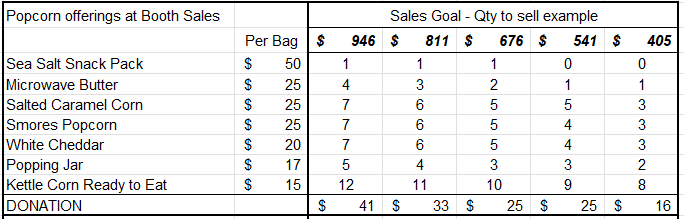 Popcorn offerings at Booth Sales Sales Goal - Qty to sell example
Per Bag $ 946 $ 811 $ 676 $ 541 $ 405
Sea Salt Snack Pack $ 50 1 1 1 0 0
Microwave Butter $ 25 4 3 2 1 1
Salted Caramel Corn $ 25 7 6 5 5 3
Smores Popcorn $ 25 7 6 5 4 3
White Cheddar $ 20 7 6 5 4 3
Popping Jar $ 17 5 4 3 3 2
Kettle Corn Ready to Eat $ 15 12 11 10 9 8
DONATION $ 41 $ 33 $ 25 $ 25 $ 16